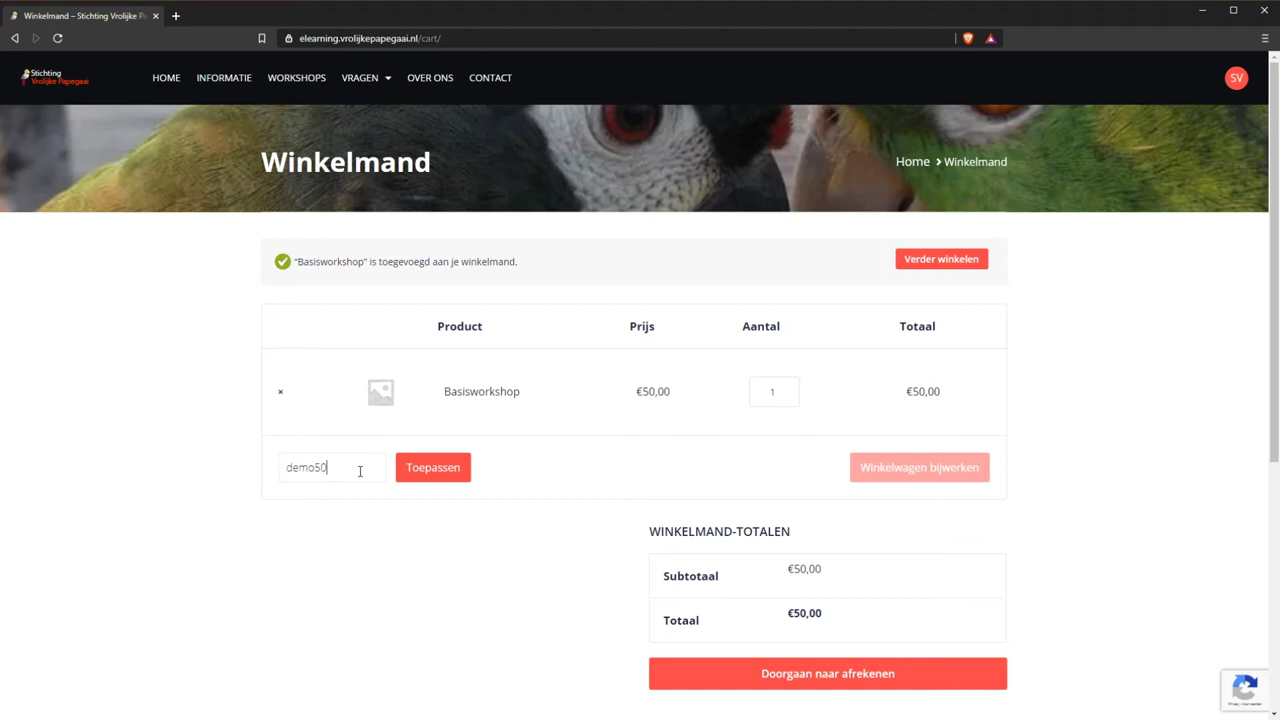 Winkelmand – Stichting Vrolijke P
elearning.vrolijkepapegaai.nl/cart/
Stichting
Vrolijke Papegaai
HOME INFORMATIE WORKSHOPS VRAGEN OVER ONS CONTACT
SV
Winkelmand
Home Winkelmand
"Basisworkshop" is toegevoegd aan je winkelmand.
Verder winkelen
Product Prijs Aantal Totaal
× Basisworkshop €50,00 1 €50,00
demo50 Toepassen Winkelwagen bijwerken
WINKELMAND-TOTALEN
Subtotaal €50,00
Totaal €50,00
Doorgaan naar afrekenen